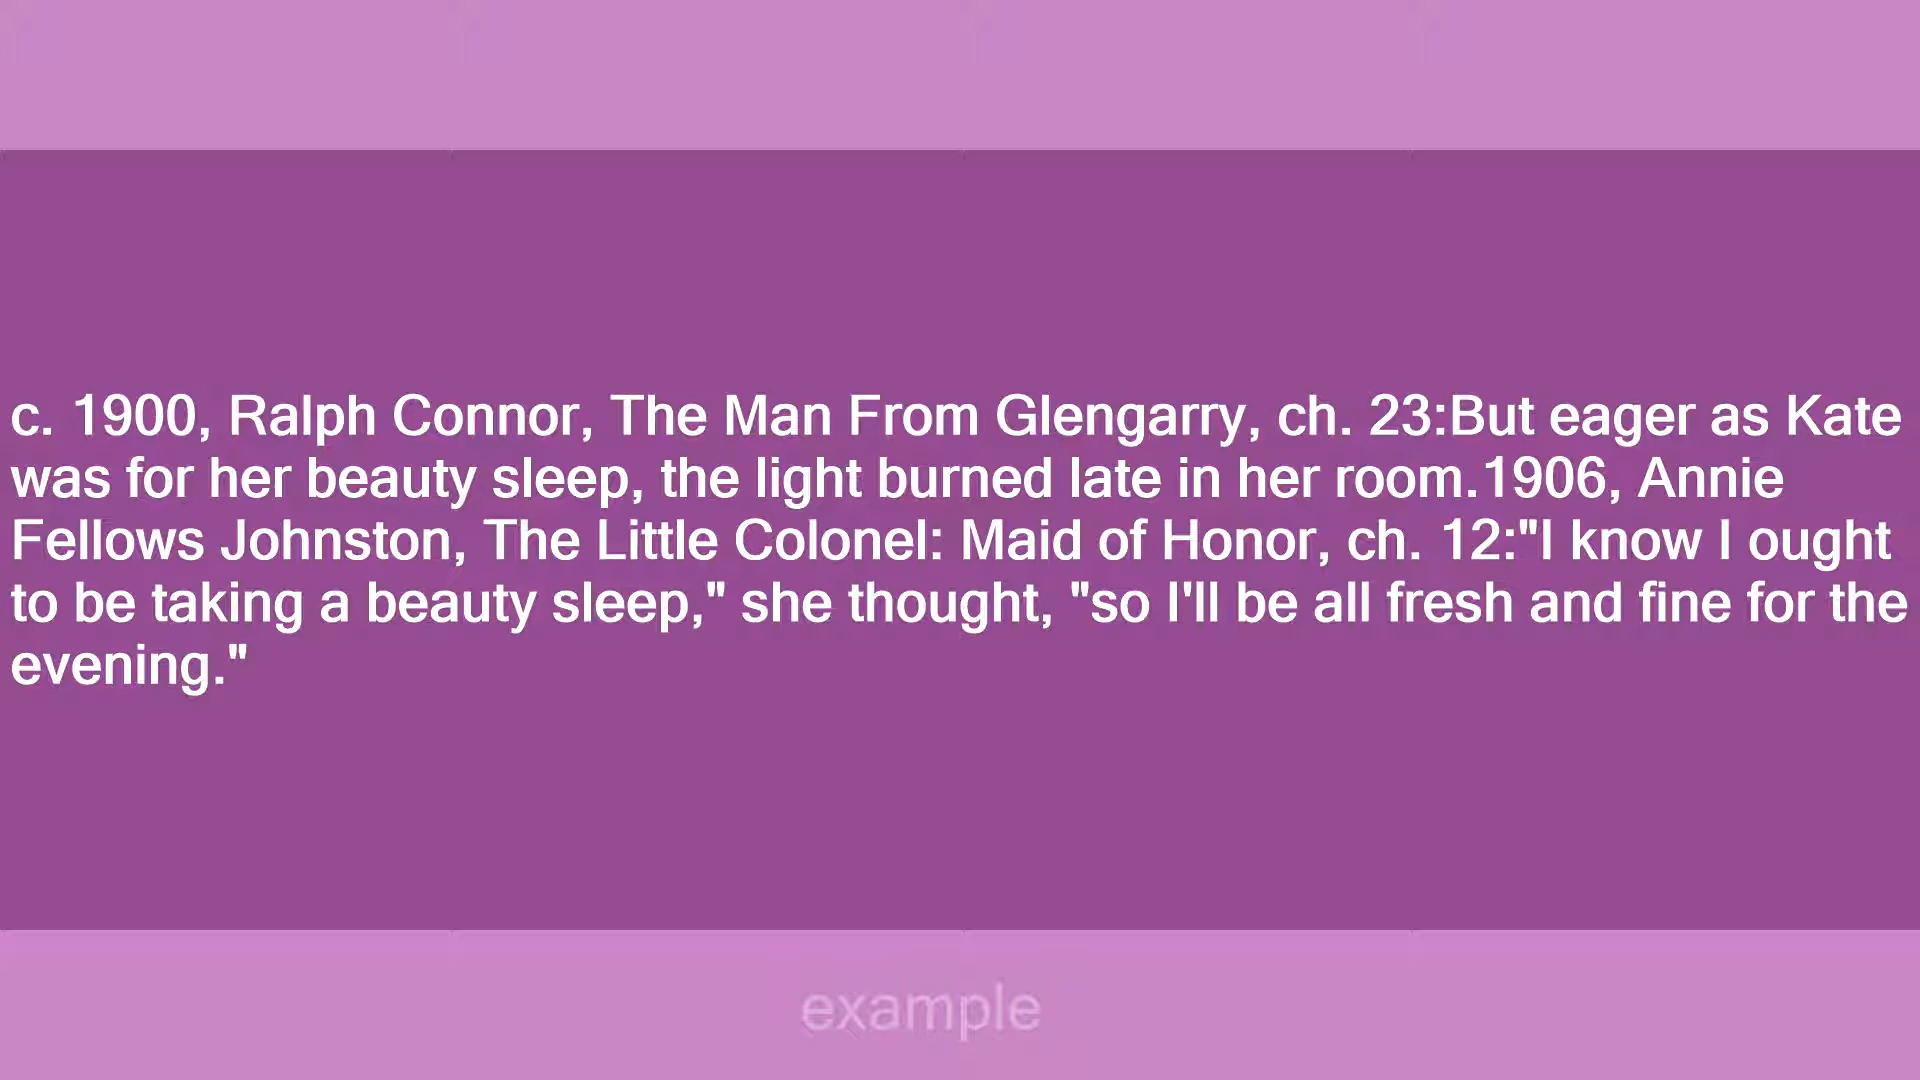 c. 1900, Ralph Connor, The Man From Glengarry, ch. 23:But eager as Kate
was for her beauty sleep, the light burned late in her room.1906, Annie
Fellows Johnston, The Little Colonel: Maid of Honor, ch. 12:"I know I ought
to be taking a beauty sleep," she thought, "so I'll be all fresh and fine for the
evening."
example